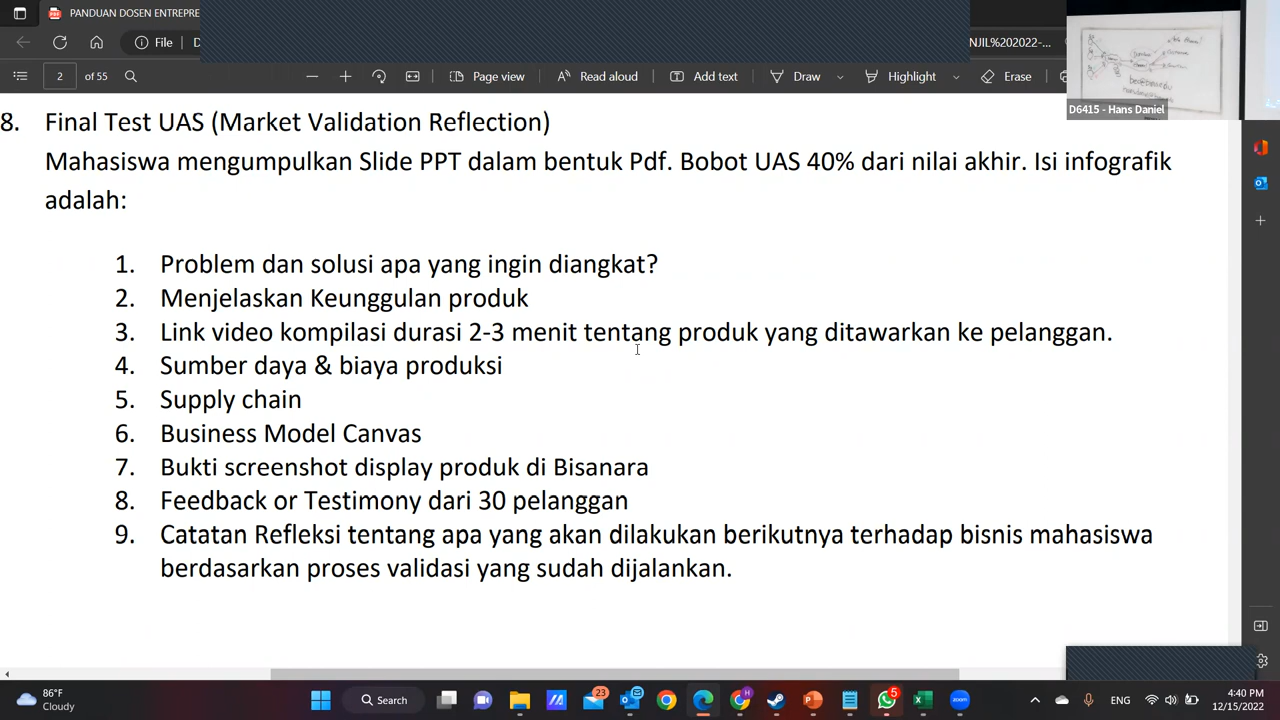 PANDUAN DOSEN ENTREPRE
File
D
NJIL%202022-...
2
of 55
Page view
Read aloud
Add text
Draw
Highlight
Erase
D6415 - Hans Daniel
8. Final Test UAS (Market Validation Reflection)
Mahasiswa mengumpulkan Slide PPT dalam bentuk Pdf. Bobot UAS 40% dari nilai akhir. Isi infografik
adalah:
1. Problem dan solusi apa yang ingin diangkat?
2. Menjelaskan Keunggulan produk
3. Link video kompilasi durasi 2-3 menit tentang produk yang ditawarkan ke pelanggan.
4. Sumber daya & biaya produksi
5. Supply chain
6. Business Model Canvas
7. Bukti screenshot display produk di Bisanara
8. Feedback or Testimony dari 30 pelanggan
9. Catatan Refleksi tentang apa yang akan dilakukan berikutnya terhadap bisnis mahasiswa
berdasarkan proses validasi yang sudah dijalankan.
86°F
Cloudy
Search
23
5
zoom
ENG
4:40 PM
12/15/2022